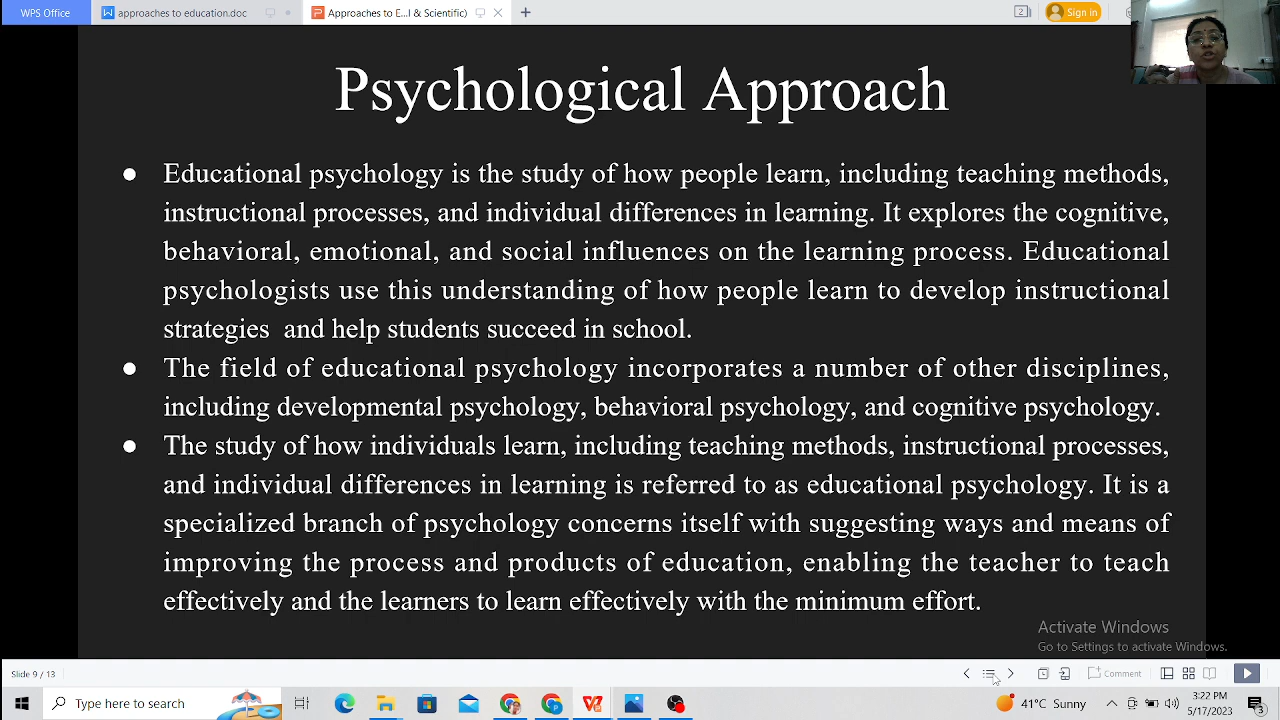 WPS Office
approaches to education.doc
Approaches to E...l & Scientific)
2
Sign in
Psychological Approach
● Educational psychology is the study of how people learn, including teaching methods,
instructional processes, and individual differences in learning. It explores the cognitive,
behavioral, emotional, and social influences on the learning process. Educational
psychologists use this understanding of how people learn to develop instructional
strategies and help students succeed in school.
● The field of educational psychology incorporates a number of other disciplines,
including developmental psychology, behavioral psychology, and cognitive psychology.
● The study of how individuals learn, including teaching methods, instructional processes,
and individual differences in learning is referred to as educational psychology. It is a
specialized branch of psychology concerns itself with suggesting ways and means of
improving the process and products of education, enabling the teacher to teach
effectively and the learners to learn effectively with the minimum effort.
Activate Windows
Go to Settings to activate Windows.
Slide 9 / 13
Comment
Type here to search
41°C Sunny
3:22 PM
5/17/2023
3